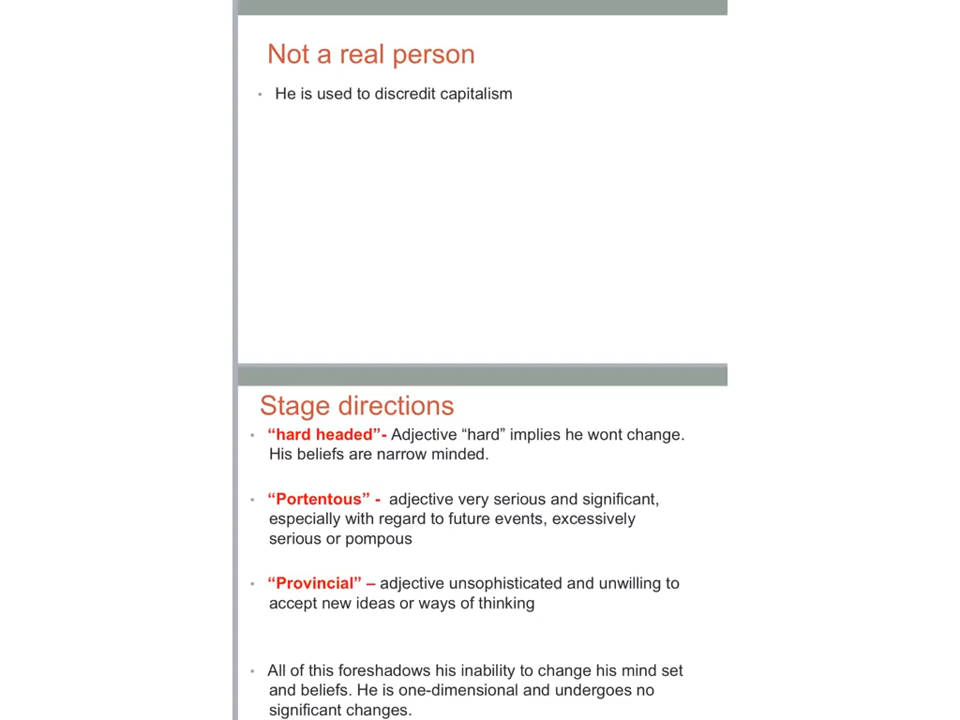 Not a real person
• He is used to discredit capitalism
Stage directions
• “hard headed”- Adjective “hard” implies he wont change.
His beliefs are narrow minded.
• “Portentous” - adjective very serious and significant,
especially with regard to future events, excessively
serious or pompous
• “Provincial” – adjective unsophisticated and unwilling to
accept new ideas or ways of thinking
• All of this foreshadows his inability to change his mind set
and beliefs. He is one-dimensional and undergoes no
significant changes.